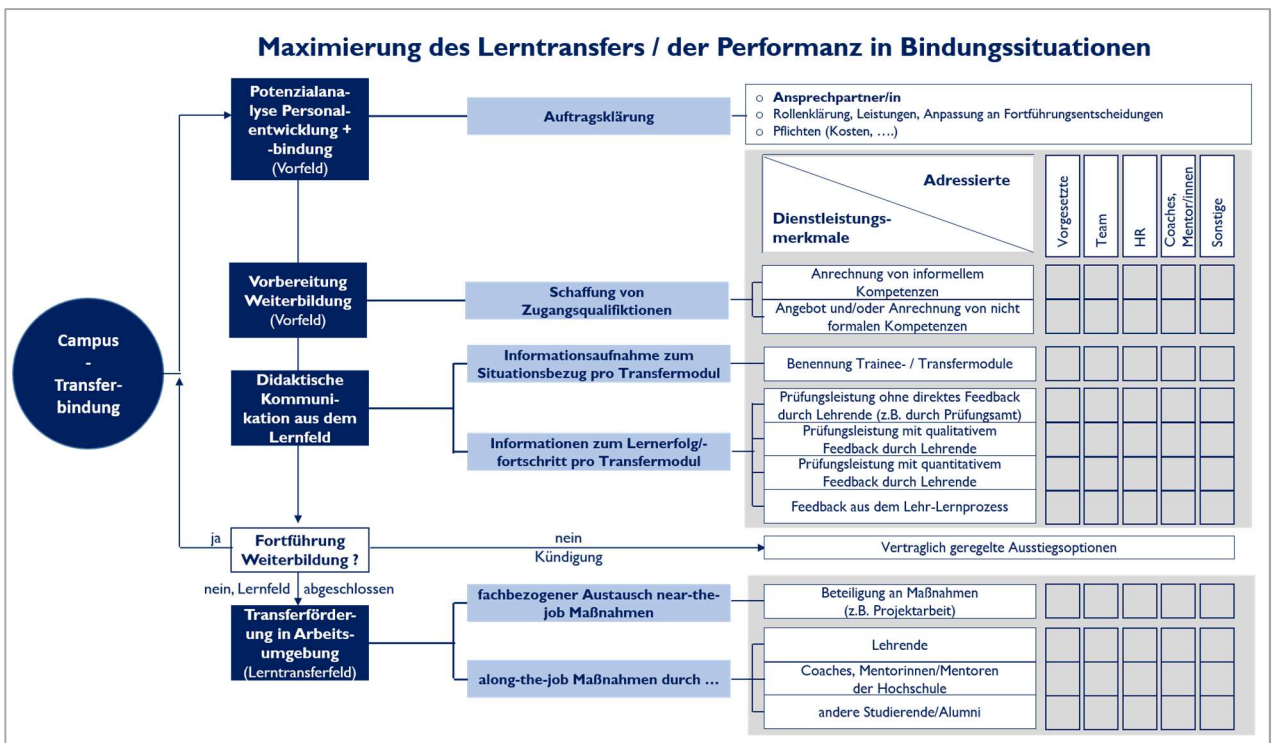 Maximierung des Lerntransfers / der Performanz in Bindungssituationen
Campus
-
Transfer-
bindung
Potenzialana-
lyse Personal-
entwicklung +
-bindung
(Vorfeld)
Auftragsklärung
o Ansprechpartner/in
o Rollenklärung, Leistungen, Anpassung an Fortführungsentscheidungen
o Pflichten (Kosten, ....)
Adressierte
Dienstleistungs-
merkmale
Vorgesetzte
Team
HR
Coaches,
Mentor/innen
Sonstige
Vorbereitung
Weiterbildung
(Vorfeld)
Schaffung von
Zugangsqualifiktionen
Anrechnung von informellem
Kompetenzen
Angebot und/oder Anrechnung von nicht
formalen Kompetenzen
Didaktische
Kommuni-
kation aus dem
Lernfeld
Informationsaufnahme zum
Situationsbezug pro Transfermodul
Benennung Trainee- / Transfermodule
Informationen zum Lernerfolg/-
fortschritt pro Transfermodul
Prüfungsleistung ohne direktes Feedback
durch Lehrende (z.B. durch Prüfungsamt)
Prüfungsleistung mit qualitativem
Feedback durch Lehrende
Prüfungsleistung mit quantitativem
Feedback durch Lehrende
Feedback aus dem Lehr-Lernprozess
ja
Fortführung
Weiterbildung ?
nein
Kündigung
Vertraglich geregelte Ausstiegsoptionen
nein, Lernfeld abgeschlossen
Transferförde-
rung in Arbeits-
umgebung
(Lerntransferfeld)
fachbezogener Austausch near-the-
job Maßnahmen
Beteiligung an Maßnahmen
(z.B. Projektarbeit)
along-the-job Maßnahmen durch ...
Lehrende
Coaches, Mentorinnen/Mentoren
der Hochschule
andere Studierende/Alumni